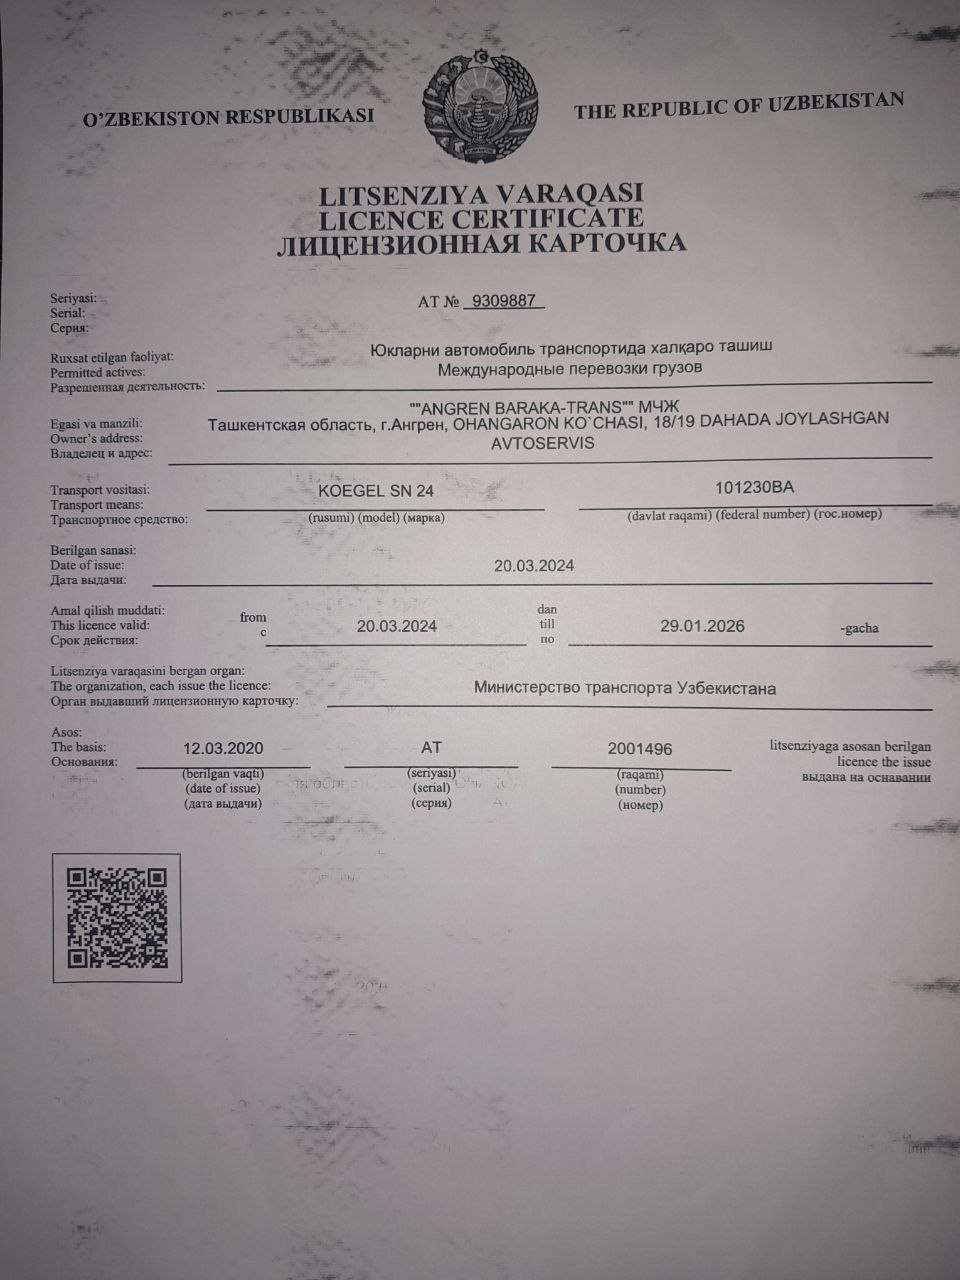 O'ZBEKISTON RESPUBLIKASI
THE REPUBLIC OF UZBEKISTAN
LITSENZIYA VARAQASI
LICENCE CERTIFICATE
ЛИЦЕНЗИОННАЯ КАРТОЧКА
Seriyasi:
Serial:
Серия:
АТ № 9309887
Ruxsat etilgan faoliyat:
Permitted actives:
Разрешенная деятельность:
Юкларни автомобиль транспортида халқаро ташиш
Международные перевозки грузов
Egasi va manzili:
Owner's address:
Владелец и адрес:
""ANGREN BARAKA-TRANS"" МЧЖ
Ташкентская область, г.Ангрен, OHANGARON KO`CHASI, 18/19 DAHADA JOYLASHGAN
AVTOSERVIS
Transport vositasi:
Transport means:
Транспортное средство:
KOEGEL SN 24
(rusumi) (model) (марка)
101230BA
(davlat raqami) (federal number) (гос.номер)
Berilgan sanasi:
Date of issue:
Дата выдачи:
20.03.2024
Amal qilish muddati:
This licence valid:
Срок действия:
from
с
20.03.2024
dan
till
по
29.01.2026
-gacha
Litsenziya varaqasini bergan organ:
The organization, each issue the licence:
Орган выдавший лицензионную карточку:
Министерство транспорта Узбекистана
Asos:
The basis:
Основания:
12.03.2020
(berilgan vaqti)
(date of issue)
(дата выдачи)
АТ
(seriyasi)
(serial)
(серия)
2001496
(raqami)
(number)
(номер)
litsenziyaga asosan berilgan
licence the issue
выдана на оснавании